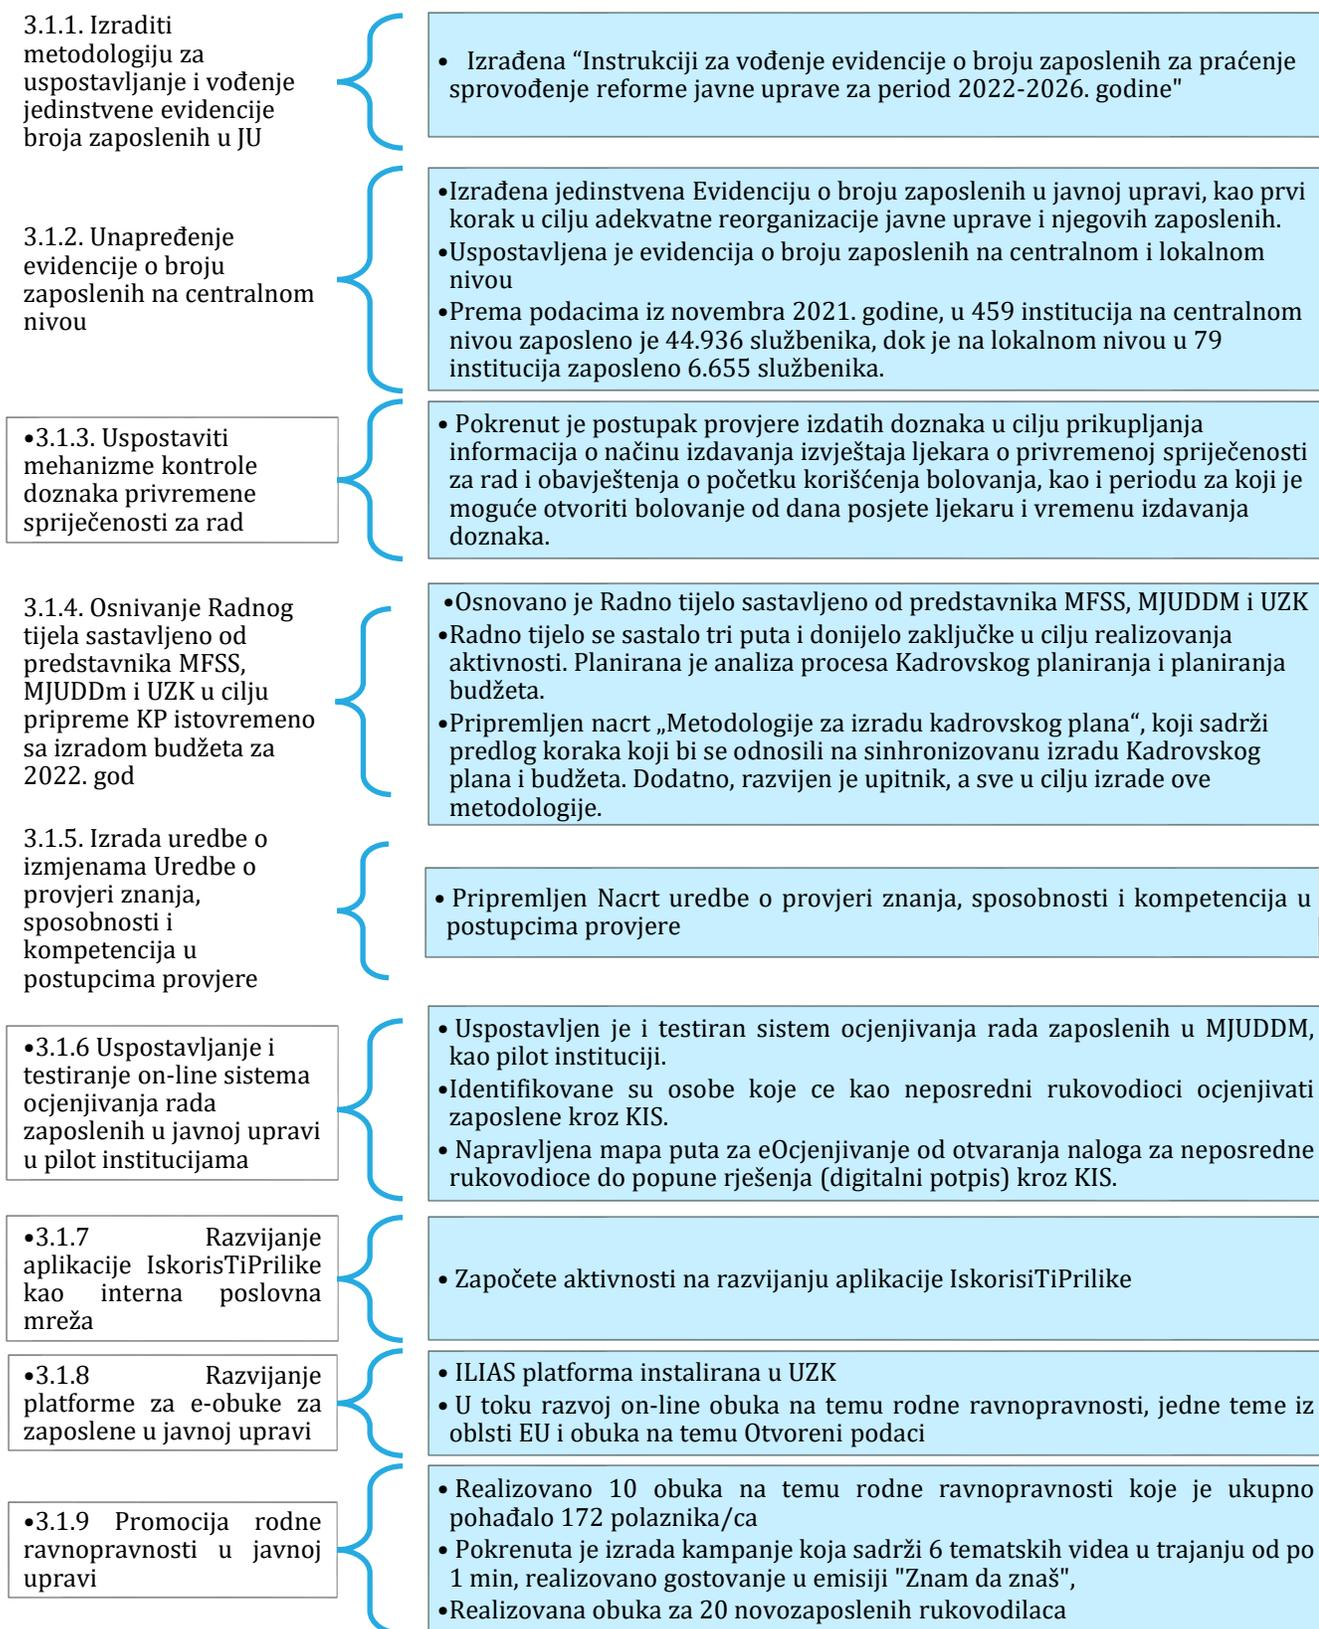 3.1.1. Izraditi
metodologiju za
uspostavljanje i vođenje
jedinstvene evidencije
broja zaposlenih u JU
• Izrađena “Instrukciji za vođenje evidencije o broju zaposlenih za praćenje
sprovođenje reforme javne uprave za period 2022-2026. godine"
3.1.2. Unapređenje
evidencije o broju
zaposlenih na centralnom
nivou
•Izrađena jedinstvena Evidenciju o broju zaposlenih u javnoj upravi, kao prvi
korak u cilju adekvatne reorganizacije javne uprave i njegovih zaposlenih.
•Uspostavljena je evidencija o broju zaposlenih na centralnom i lokalnom
nivou
•Prema podacima iz novembra 2021. godine, u 459 institucija na centralnom
nivou zaposleno je 44.936 službenika, dok je na lokalnom nivou u 79
institucija zaposleno 6.655 službenika.
•3.1.3. Uspostaviti
mehanizme kontrole
doznaka privremene
spriječenosti za rad
• Pokrenut je postupak provjere izdatih doznaka u cilju prikupljanja
informacija o načinu izdavanja izvještaja ljekara o privremenoj spriječenosti
za rad i obavještenja o početku korišćenja bolovanja, kao i periodu za koji je
moguće otvoriti bolovanje od dana posjete ljekaru i vremenu izdavanja
doznaka.
3.1.4. Osnivanje Radnog
tijela sastavljeno od
predstavnika MFSS,
MJUDDm i UZK u cilju
pripreme KP istovremeno
sa izradom budžeta za
2022. god
•Osnovano je Radno tijelo sastavljeno od predstavnika MFSS, MJUDDM i UZK
•Radno tijelo se sastalo tri puta i donijelo zaključke u cilju realizovanja
aktivnosti. Planirana je analiza procesa Kadrovskog planiranja i planiranja
budžeta.
•Pripremljen nacrt „Metodologije za izradu kadrovskog plana“, koji sadrži
predlog koraka koji bi se odnosili na sinhronizovanu izradu Kadrovskog
plana i budžeta. Dodatno, razvijen je upitnik, a sve u cilju izrade ove
metodologije.
3.1.5. Izrada uredbe o
izmjenama Uredbe o
provjeri znanja,
sposobnosti i
kompetencija u
postupcima provjere
• Pripremljen Nacrt uredbe o provjeri znanja, sposobnosti i kompetencija u
postupcima provjere
•3.1.6 Uspostavljanje i
testiranje on-line sistema
ocjenjivanja rada
zaposlenih u javnoj upravi
u pilot institucijama
• Uspostavljen je i testiran sistem ocjenjivanja rada zaposlenih u MJUDDM,
kao pilot instituciji.
•Identifikovane su osobe koje ce kao neposredni rukovodioci ocjenjivati
zaposlene kroz KIS.
• Napravljena mapa puta za eOcjenjivanje od otvaranja naloga za neposredne
rukovodioce do popune rješenja (digitalni potpis) kroz KIS.
•3.1.7 Razvijanje
aplikacije IskorisTiPrilike
kao interna poslovna
mreža
• Započete aktivnosti na razvijanju aplikacije IskorisiTiPrilike
•3.1.8 Razvijanje
platforme za e-obuke za
zaposlene u javnoj upravi
• ILIAS platforma instalirana u UZK
• U toku razvoj on-line obuka na temu rodne ravnopravnosti, jedne teme iz
oblsti EU i obuka na temu Otvoreni podaci
•3.1.9 Promocija rodne
ravnopravnosti u javnoj
upravi
• Realizovano 10 obuka na temu rodne ravnopravnosti koje je ukupno
pohađalo 172 polaznika/ca
• Pokrenuta je izrada kampanje koja sadrži 6 tematskih videa u trajanju od po
1 min, realizovano gostovanje u emisiji "Znam da znaš",
•Realizovana obuka za 20 novozaposlenih rukovodilaca